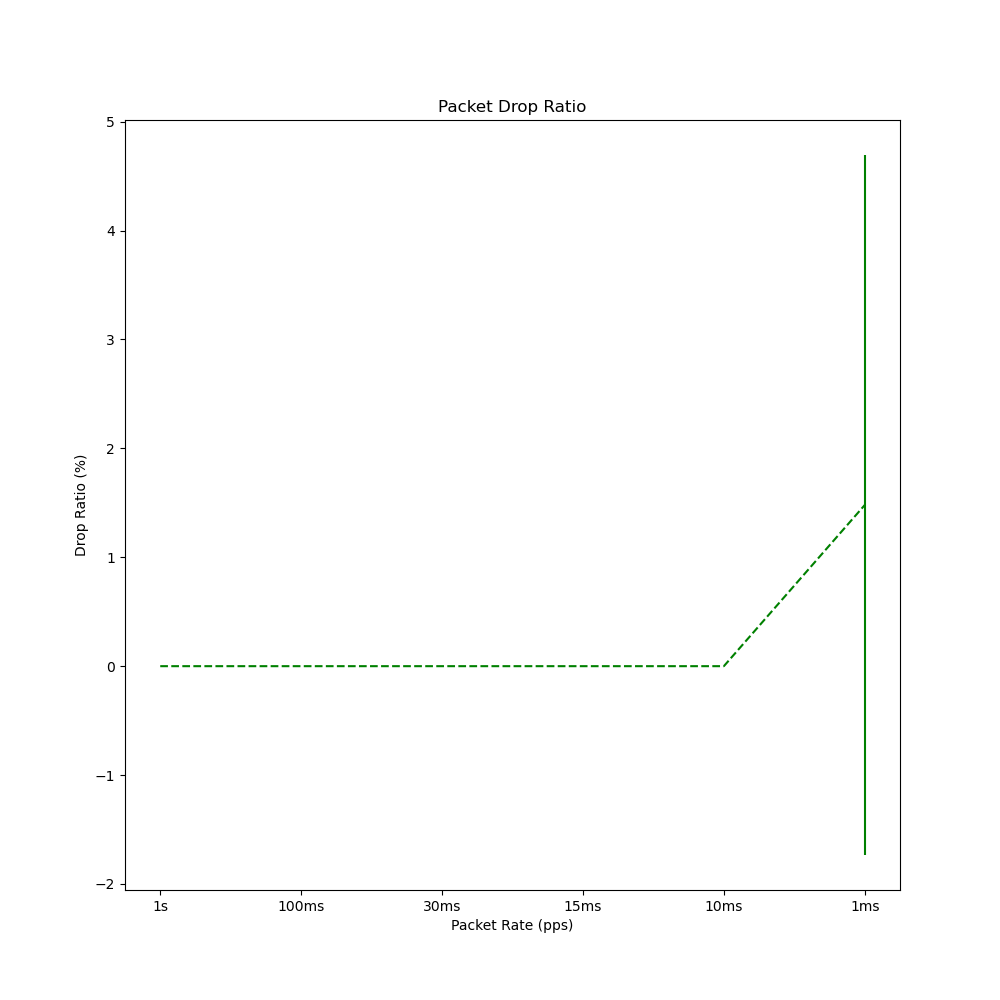 Packet Drop Ratio
5
4
3
2
1
0
−1
−2
Drop Ratio (%)
1s 100ms 30ms 15ms 10ms 1ms
Packet Rate (pps)